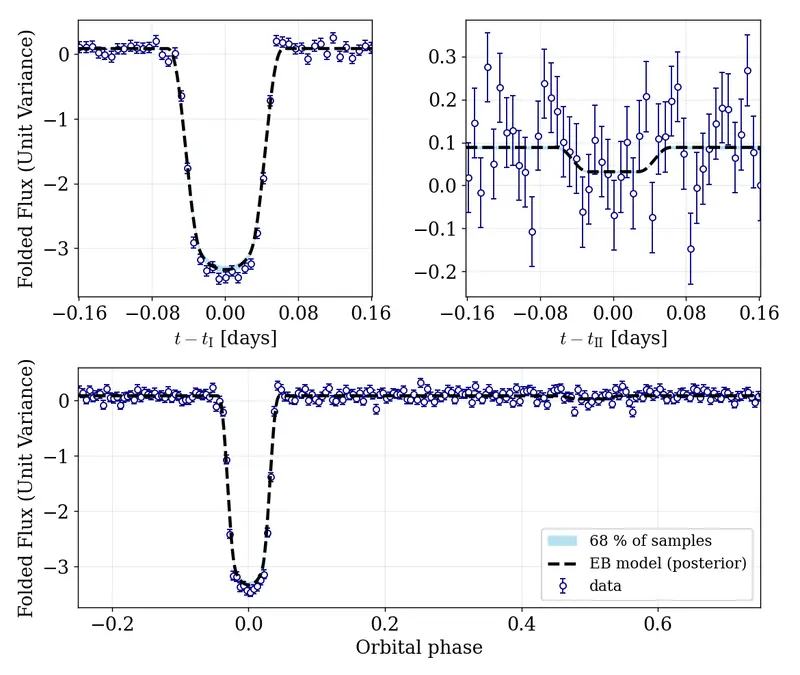 Folded Flux (Unit Variance)
0
−1
−2
−3
−0.16 −0.08 0.00 0.08 0.16
t − tI [days]
0.3
0.2
0.1
0.0
−0.1
−0.2
−0.16 −0.08 0.00 0.08 0.16
t − tII [days]
Folded Flux (Unit Variance)
0
−1
−2
−3
68 % of samples
EB model (posterior)
data
−0.2 0.0 0.2 0.4 0.6
Orbital phase